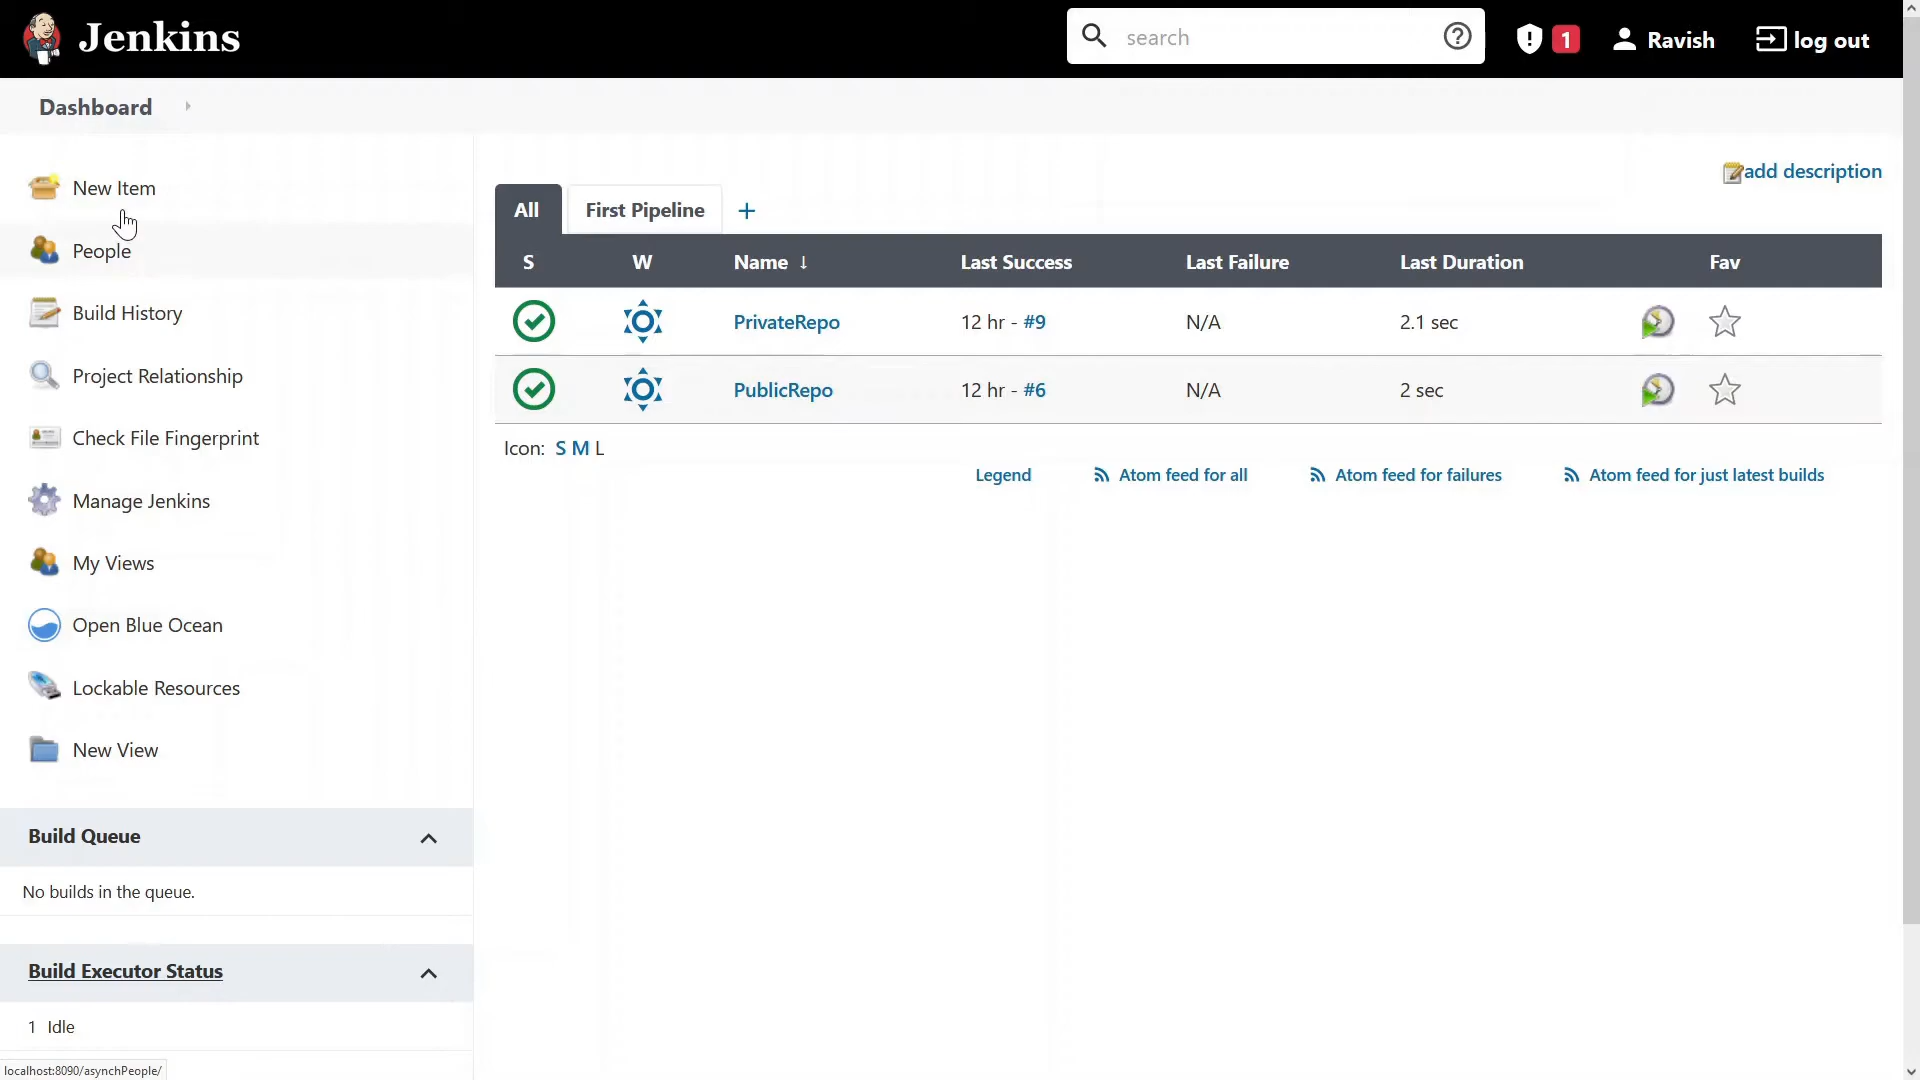 Jenkins
search
1
Ravish
log out
Dashboard
New Item
People
Build History
Project Relationship
Check File Fingerprint
Manage Jenkins
My Views
Open Blue Ocean
Lockable Resources
New View
Build Queue
No builds in the queue.
Build Executor Status
1 Idle
localhost:8090/asynchPeople/
add description
All
First Pipeline
+
S W Name ↓ Last Success Last Failure Last Duration Fav
PrivateRepo 12 hr - #9 N/A 2.1 sec
PublicRepo 12 hr - #6 N/A 2 sec
Icon: S M L
Legend
Atom feed for all
Atom feed for failures
Atom feed for just latest builds